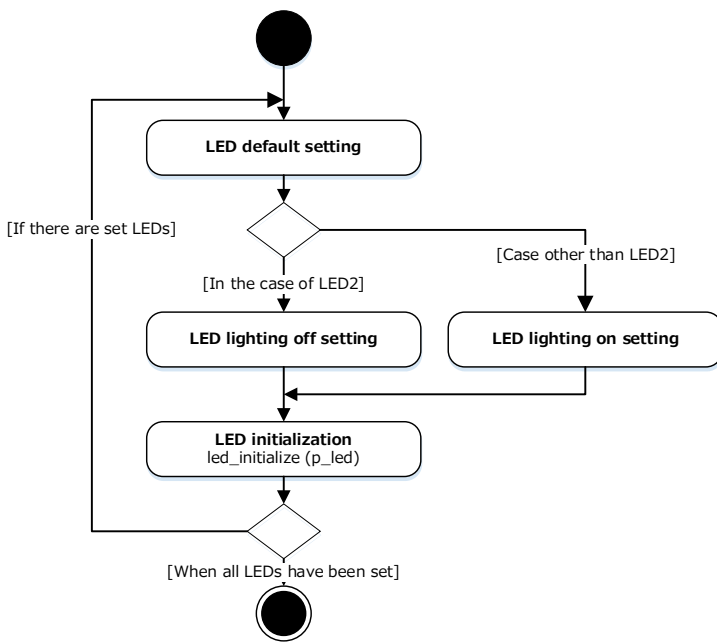 LED default setting
[If there are set LEDs]
[Case other than LED2]
[In the case of LED2]
LED lighting off setting
LED lighting on setting
LED initialization
led_initialize (p_led)
[When all LEDs have been set]